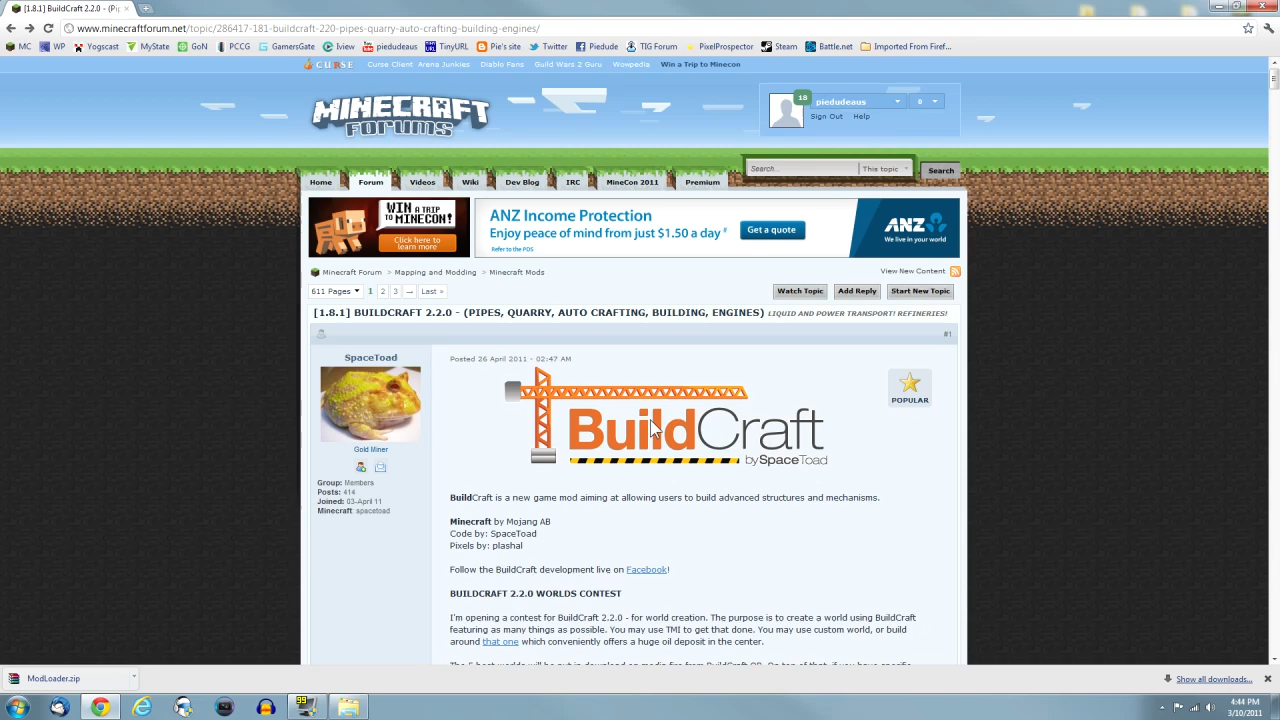 [1.8.1] BuildCraft 2.2.0 - (Pip
www.minecraftforum.net/topic/286417-181-buildcraft-220-pipes-quarry-auto-crafting-building-engines/
MC WP Yogscast MyState GoN PCCG GamersGate Iview piedudeaus TinyURL Pie's site Twitter Piedude TIG Forum PixelProspector Steam Battle.net Imported From Firef...
CURSE Curse Client Arena Junkies Diablo Fans Guild Wars 2 Guru Wowpedia Win a Trip to Minecon
MINECRAFT
FORUMS
18 piedudeaus 0
Sign Out Help
Search... This topic Search
Home Forum Videos Wiki Dev Blog IRC MineCon 2011 Premium
WIN A TRIP TO MINECON!
Click here to learn more
ANZ Income Protection
Enjoy peace of mind from just $1.50 a day #
Refer to the PDS
Get a quote
ANZ
We live in your world
Minecraft Forum > Mapping and Modding > Minecraft Mods View New Content
611 Pages 1 2 3 → Last » Watch Topic Add Reply Start New Topic
[1.8.1] BUILDCRAFT 2.2.0 - (PIPES, QUARRY, AUTO CRAFTING, BUILDING, ENGINES) LIQUID AND POWER TRANSPORT! REFINERIES!
#1
SpaceToad
Gold Miner
Group: Members
Posts: 414
Joined: 03-April 11
Minecraft: spacetoad
Posted 26 April 2011 - 02:47 AM
POPULAR
BuildCraft
by SpaceToad
BuildCraft is a new game mod aiming at allowing users to build advanced structures and mechanisms.
Minecraft by Mojang AB
Code by: SpaceToad
Pixels by: plashal
Follow the BuildCraft development live on Facebook!
BUILDCRAFT 2.2.0 WORLDS CONTEST
I'm opening a contest for BuildCraft 2.2.0 - for world creation. The purpose is to create a world using BuildCraft
featuring as many things as possible. You may use TMI to get that done. You may use custom world, or build
around that one which conveniently offers a huge oil deposit in the center.
ModLoader.zip Show all downloads...
99
4:44 PM
3/10/2011